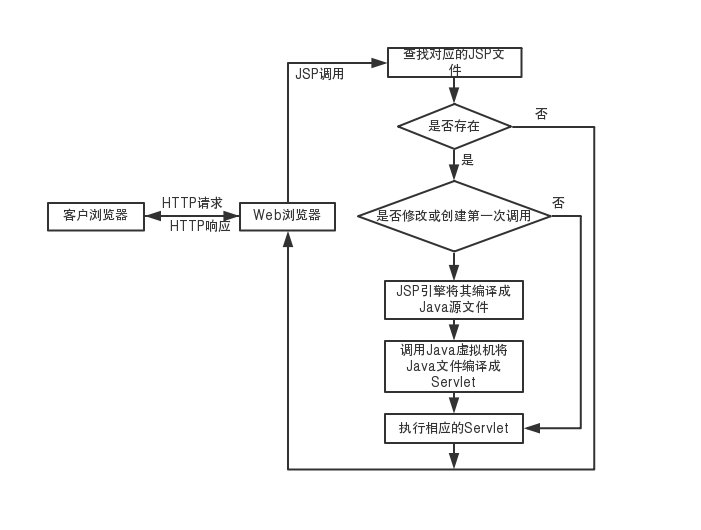 查找对应的JSP文
件
JSP调用
否
是否存在
是
HTTP请求
否
客户浏览器
Web浏览器
是否修改或创建第一次调用
HTTP响应
JSP引擎将其编译成
Java源文件
调用Java虚拟机将
Java文件编译成
Servlet
执行相应的Servlet